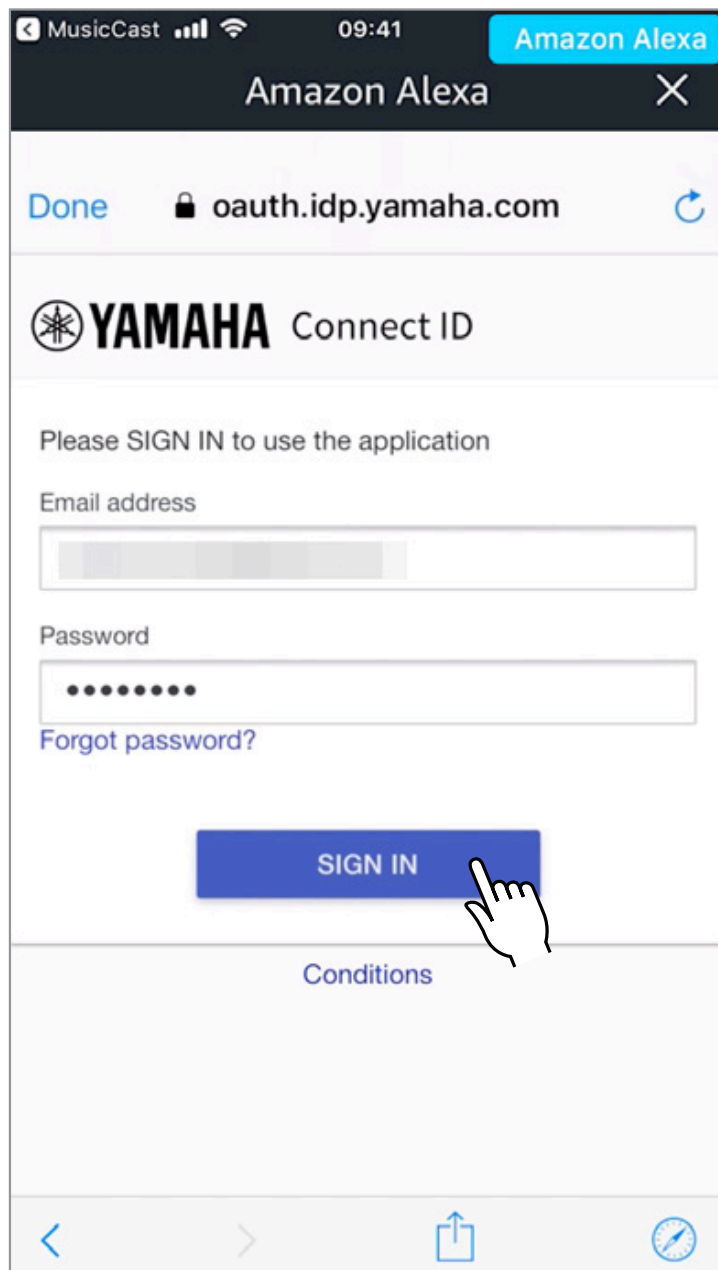 MusicCast 09:41 Amazon Alexa
Amazon Alexa
Done oauth.idp.yamaha.com
YAMAHA Connect ID
Please SIGN IN to use the application
Email address
Password
••••••••
Forgot password?
SIGN IN
Conditions